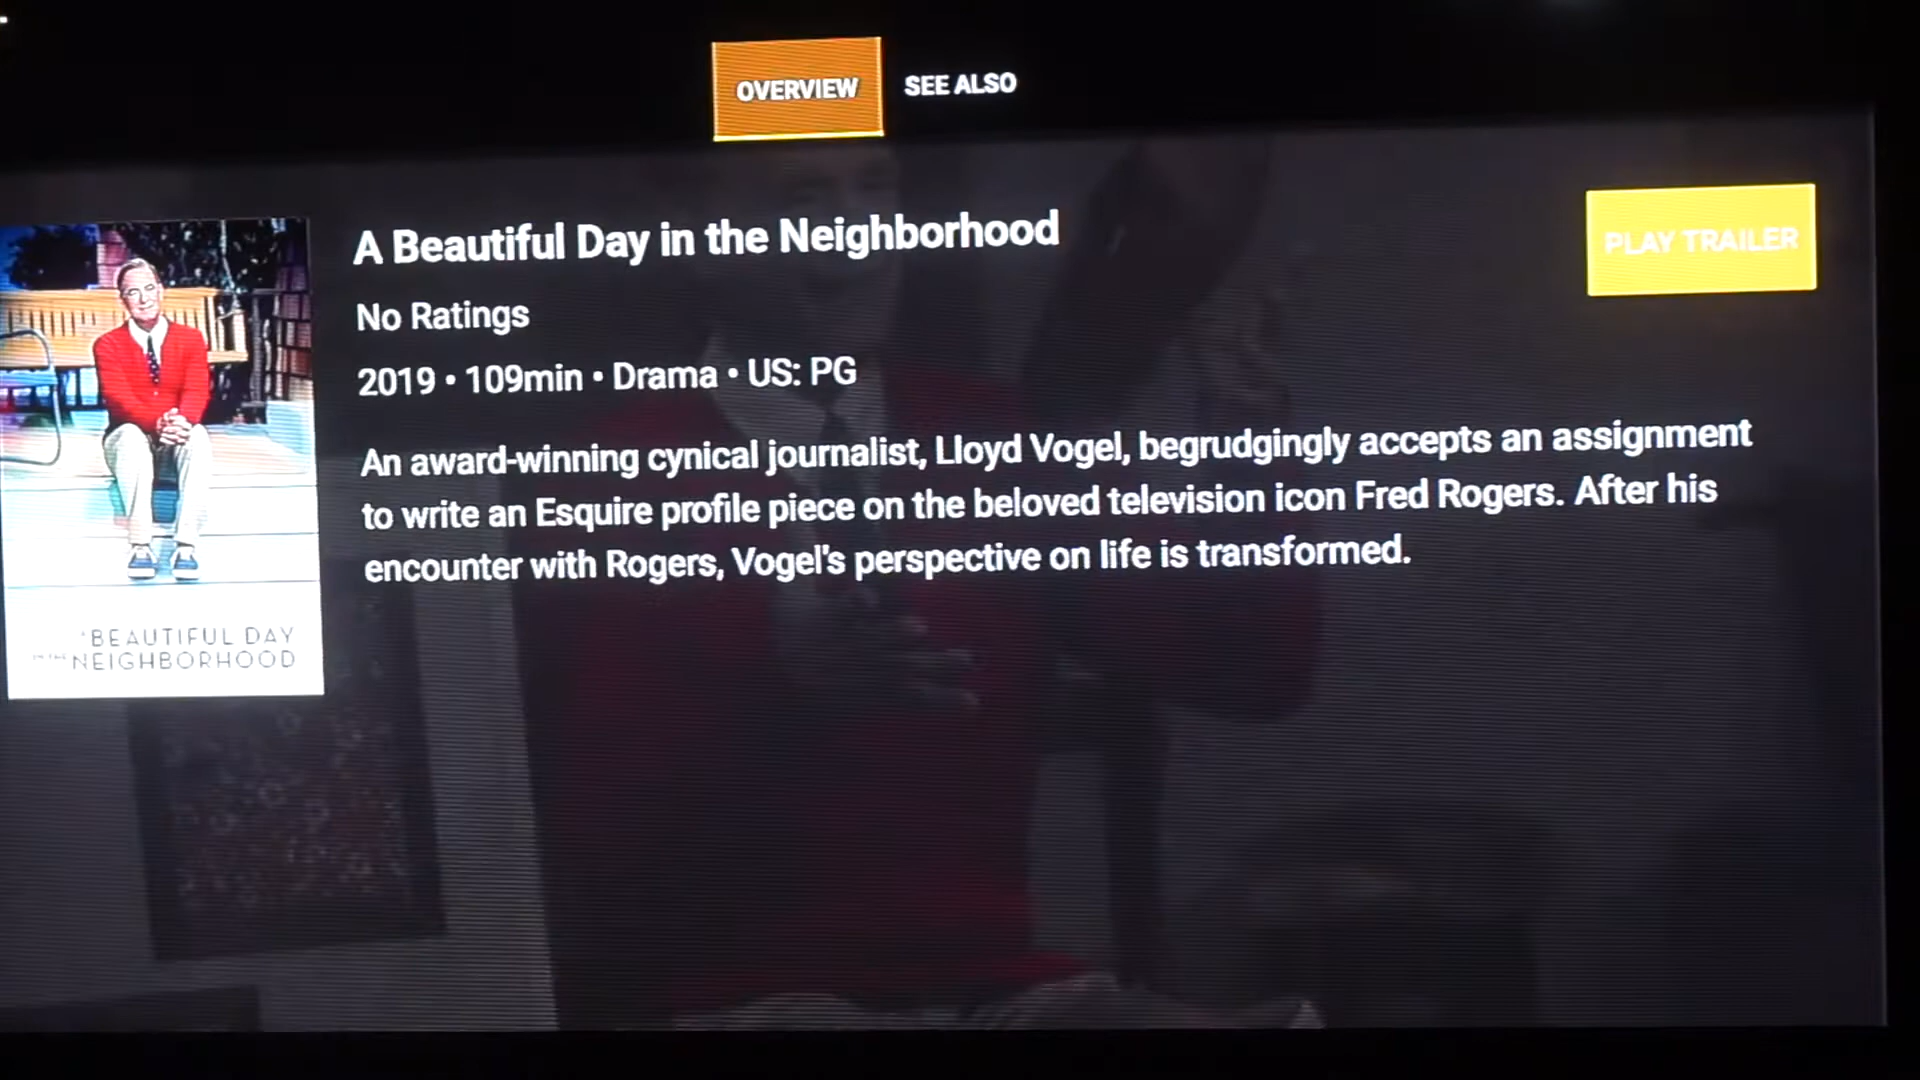 OVERVIEW
SEE ALSO
A Beautiful Day in the Neighborhood
PLAY TRAILER
No Ratings
2019 • 109min • Drama • US: PG
An award-winning cynical journalist, Lloyd Vogel, begrudgingly accepts an assignment
to write an Esquire profile piece on the beloved television icon Fred Rogers. After his
encounter with Rogers, Vogel's perspective on life is transformed.
BEAUTIFUL DAY
NEIGHBORHOOD